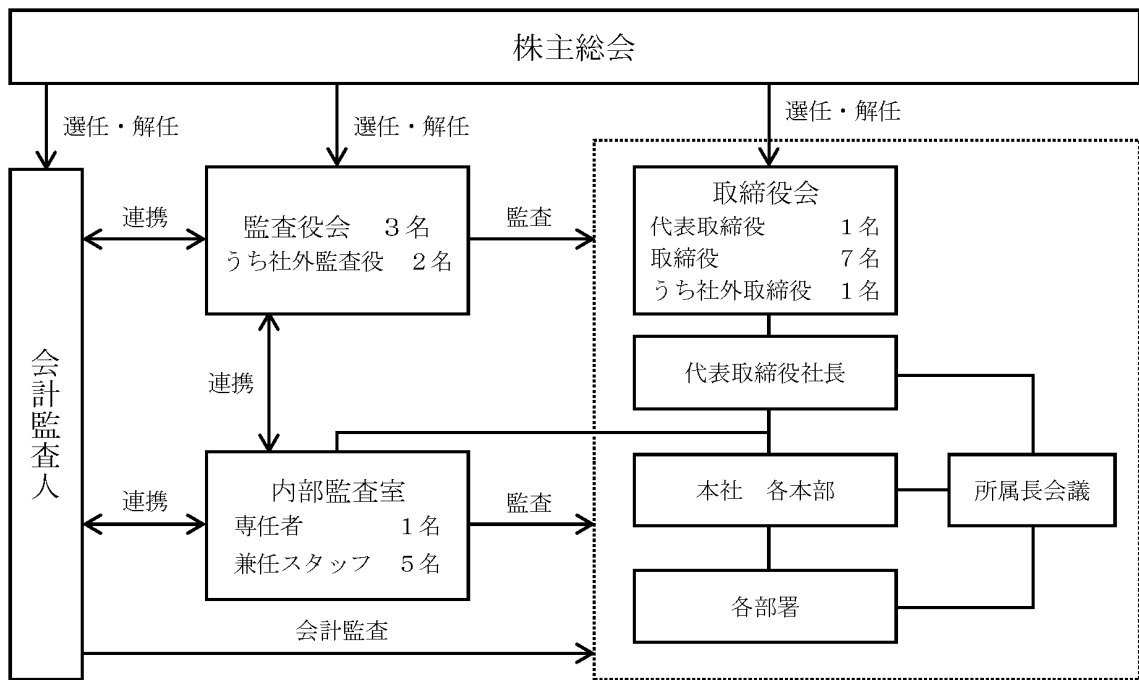 株主総会
選任・解任
選任・解任
選任・解任
会計監査人
連携
監査役会 3名
うち社外監査役 2名
監査
取締役会
代表取締役 1名
取締役 7名
うち社外取締役 1名
連携
代表取締役社長
連携
内部監査室
専任者 1名
兼任スタッフ 5名
監査
本社 各本部
所属長会議
各部署
会計監査